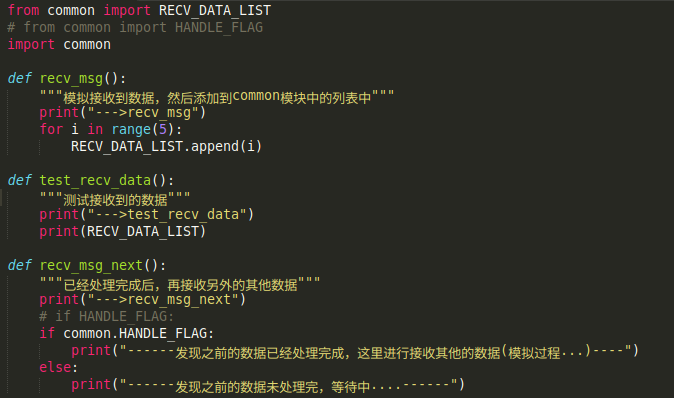 from common import RECV_DATA_LIST
# from common import HANDLE_FLAG
import common
def recv_msg():
"""模拟接收到数据，然后添加到common模块中的列表中"""
print("--->recv_msg")
for i in range(5):
RECV_DATA_LIST.append(i)
def test_recv_data():
"""测试接收到的数据"""
print("--->test_recv_data")
print(RECV_DATA_LIST)
def recv_msg_next():
"""已经处理完成后，再接收另外的其他数据"""
print("--->recv_msg_next")
# if HANDLE_FLAG:
if common.HANDLE_FLAG:
print("------发现之前的数据已经处理完成，这里进行接收其他的数据(模拟过程...)----")
else:
print("------发现之前的数据未处理完，等待中....------")